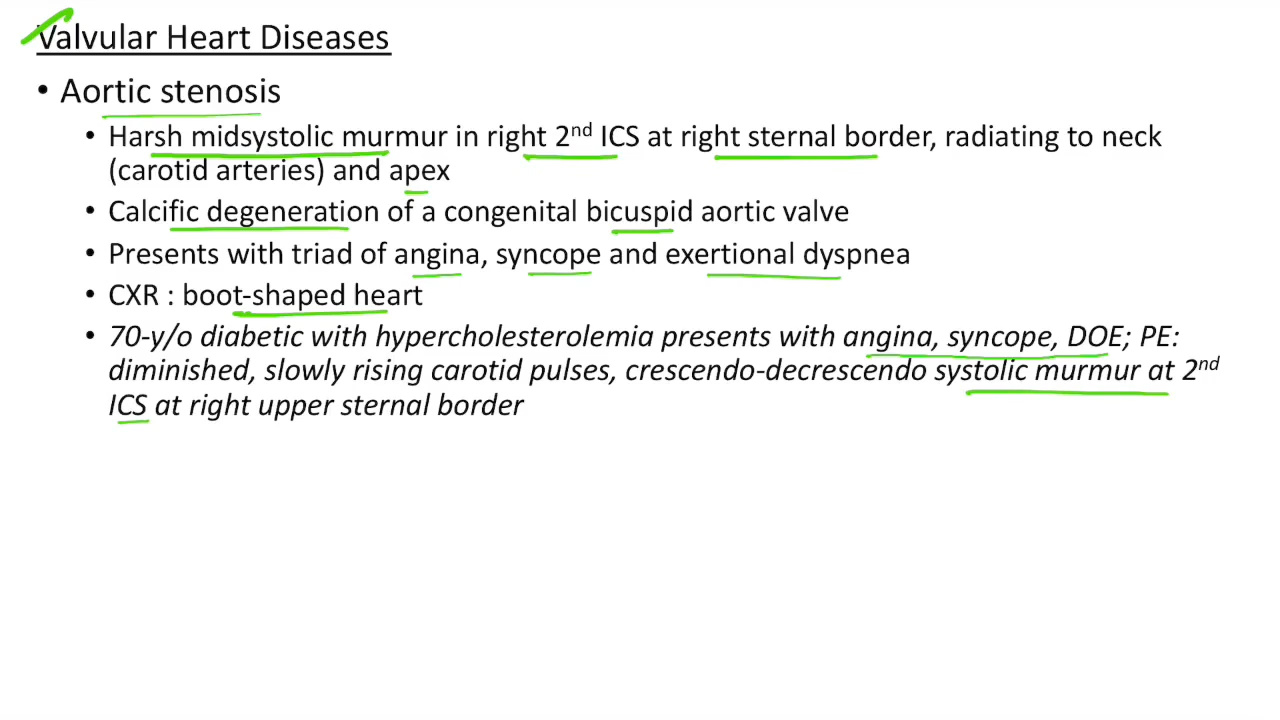 Valvular Heart Diseases
• Aortic stenosis
• Harsh midsystolic murmur in right 2nd ICS at right sternal border, radiating to neck
(carotid arteries) and apex
• Calcific degeneration of a congenital bicuspid aortic valve
• Presents with triad of angina, syncope and exertional dyspnea
• CXR : boot-shaped heart
• 70-y/o diabetic with hypercholesterolemia presents with angina, syncope, DOE; PE:
diminished, slowly rising carotid pulses, crescendo-decrescendo systolic murmur at 2nd
ICS at right upper sternal border